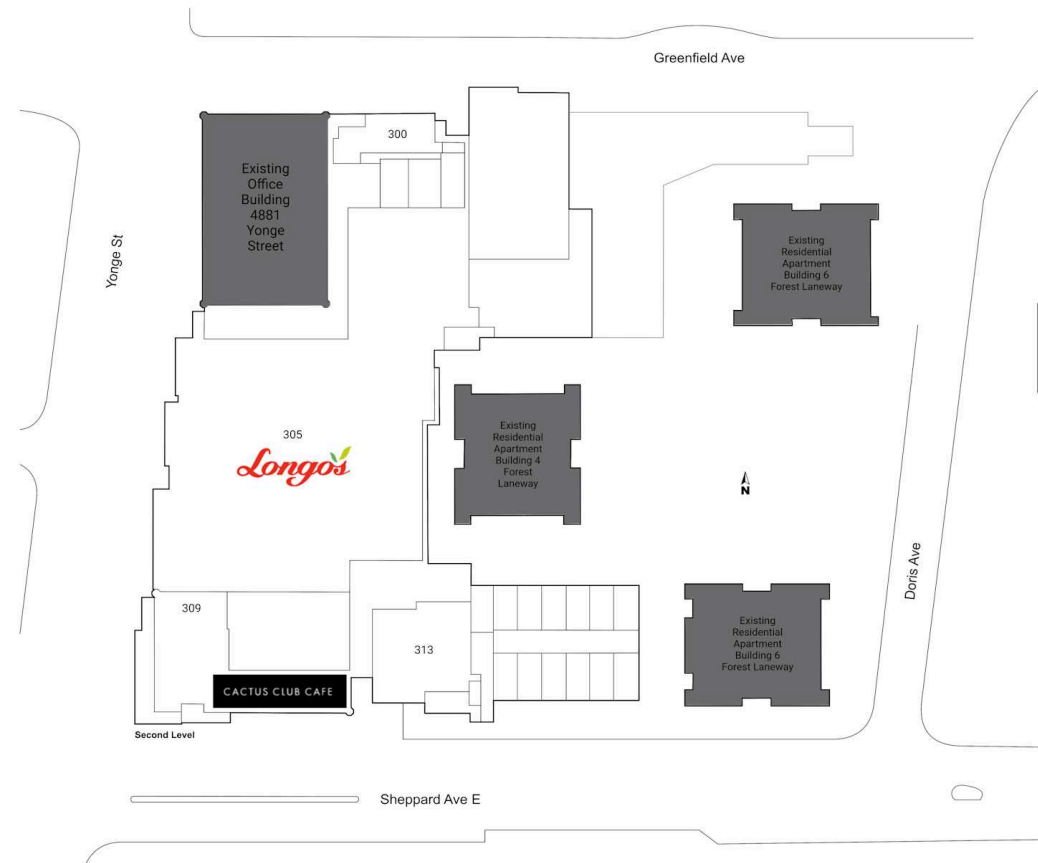 Greenfield Ave
300
Existing
Office
Building
4881
Yonge
Street
Yonge St
Existing
Residential
Apartment
Building 6
Forest Laneway
305
Longo's
Existing
Residential
Apartment
Building 4
Forest
Laneway
N
Doris Ave
309
313
Existing
Residential
Apartment
Building 6
Forest Laneway
CACTUS CLUB CAFE
Second Level
Sheppard Ave E